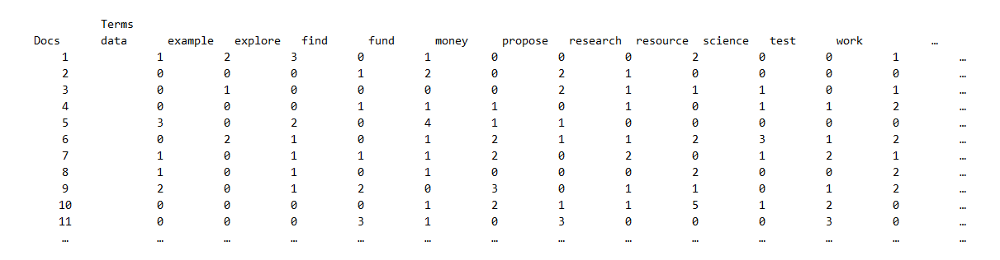 Terms
Docs data example explore find fund money propose research resource science test work …
1 1 2 3 0 1 0 0 0 2 0 0 1 …
2 0 0 0 1 2 0 2 1 0 0 0 0 …
3 0 1 0 0 0 0 2 1 1 1 0 1 …
4 0 0 0 1 1 1 0 1 0 1 1 2 …
5 3 0 2 0 4 1 1 0 0 0 0 0 …
6 0 2 1 0 1 2 1 1 2 3 1 2 …
7 1 0 1 1 1 2 0 2 0 1 2 1 …
8 1 0 1 0 1 0 0 0 2 0 0 2 …
9 2 0 1 2 0 3 0 1 1 0 1 2 …
10 0 0 0 0 1 2 1 1 5 1 2 0 …
11 0 0 0 3 1 0 3 0 0 0 3 0 …
… … … … … … … … … … … … … …